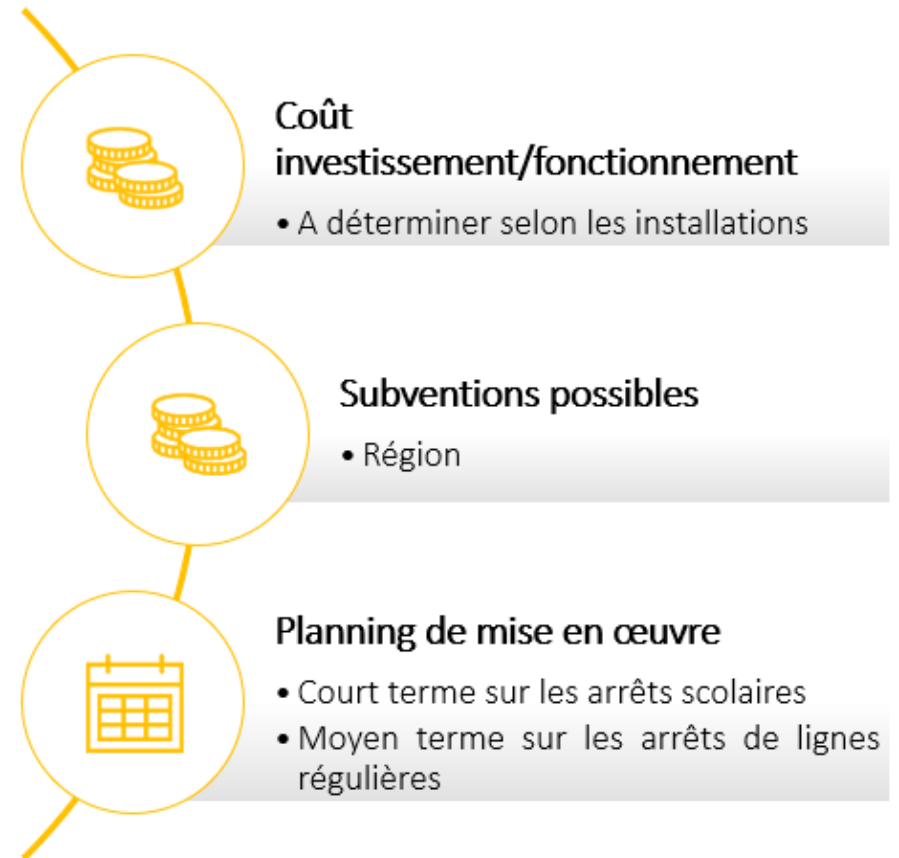 Coût
investissement/fonctionnement
• A déterminer selon les installations
Subventions possibles
• Région
Planning de mise en œuvre
• Court terme sur les arrêts scolaires
• Moyen terme sur les arrêts de lignes
régulières